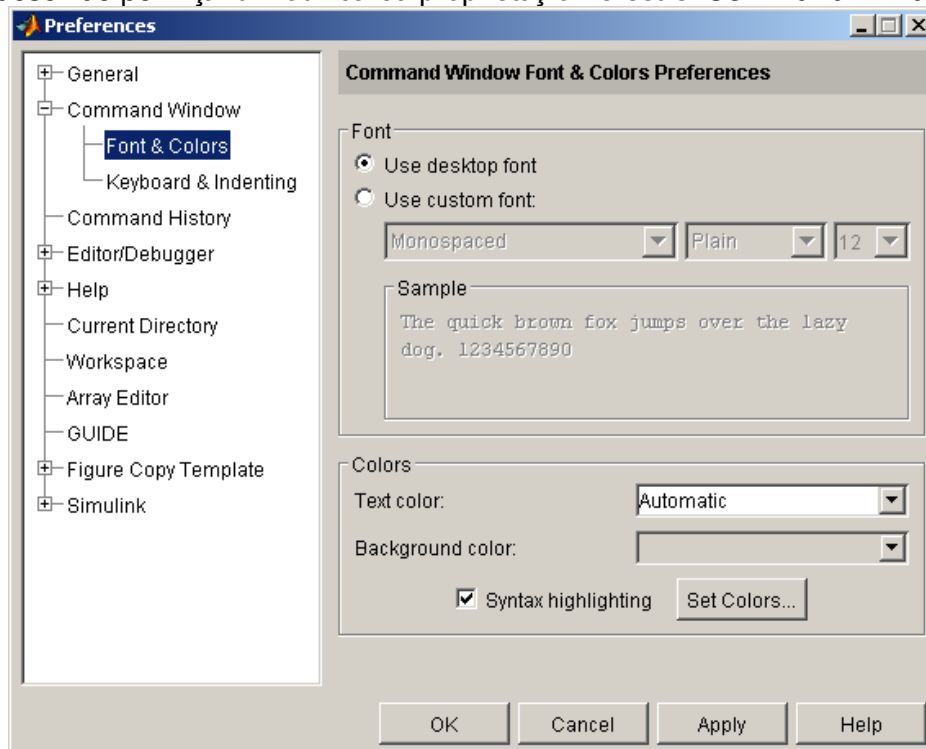 Preferences
General
Command Window
Font & Colors
Keyboard & Indenting
Command History
Editor/Debugger
Help
Current Directory
Workspace
Array Editor
GUIDE
Figure Copy Template
Simulink
Command Window Font & Colors Preferences
Font
Use desktop font
Use custom font:
Monospaced Plain 12
Sample
The quick brown fox jumps over the lazy
dog. 1234567890
Colors
Text color: Automatic
Background color:
Syntax highlighting Set Colors...
OK Cancel Apply Help